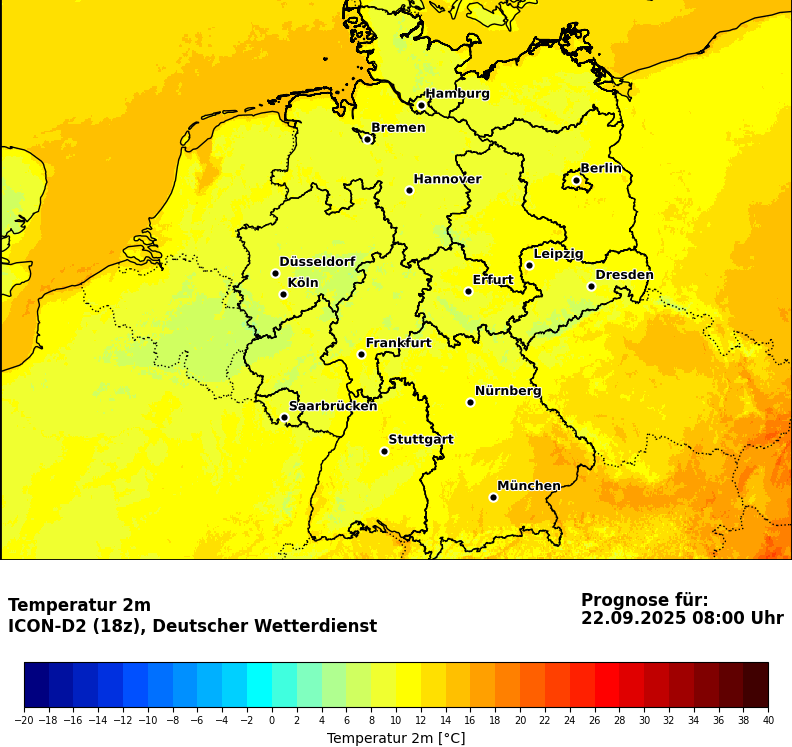 Hamburg
Bremen
Berlin
Hannover
Leipzig
Düsseldorf
Dresden
Köln
Erfurt
Frankfurt
Nürnberg
Saarbrücken
Stuttgart
München
Temperatur 2m
ICON-D2 (18z), Deutscher Wetterdienst
Prognose für:
22.09.2025 08:00 Uhr
−20 −18 −16 −14 −12 −10 −8 −6 −4 −2 0 2 4 6 8 10 12 14 16 18 20 22 24 26 28 30 32 34 36 38 40
Temperatur 2m [°C]